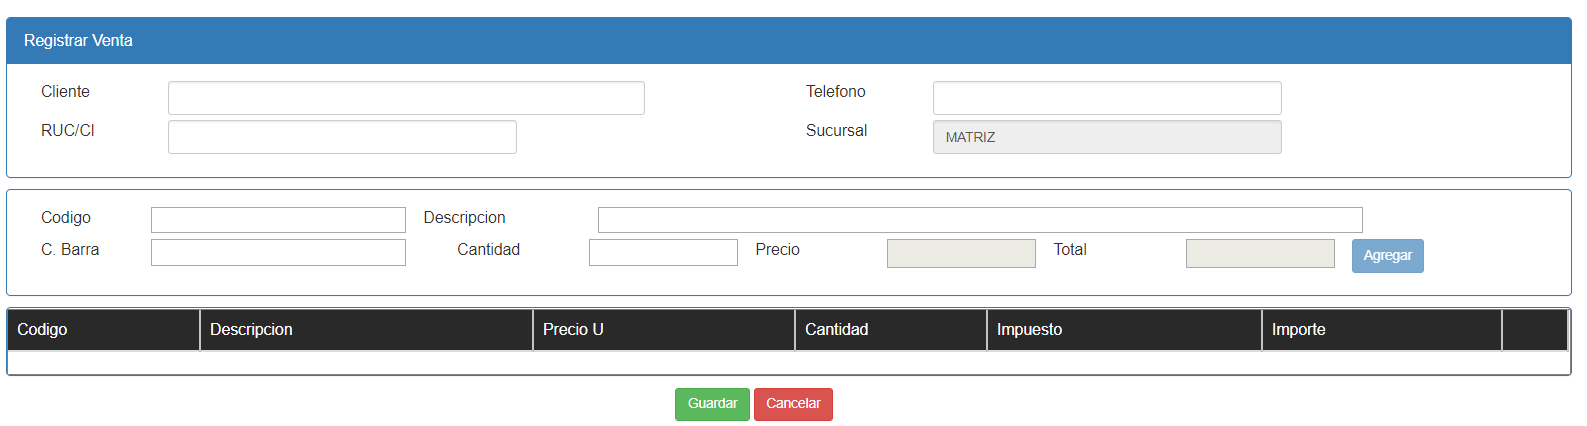 Registrar Venta
Cliente Telefono
RUC/CI Sucursal MATRIZ
Codigo Descripcion
C. Barra Cantidad Precio Total Agregar
Codigo Descripcion Precio U Cantidad Impuesto Importe
Guardar Cancelar